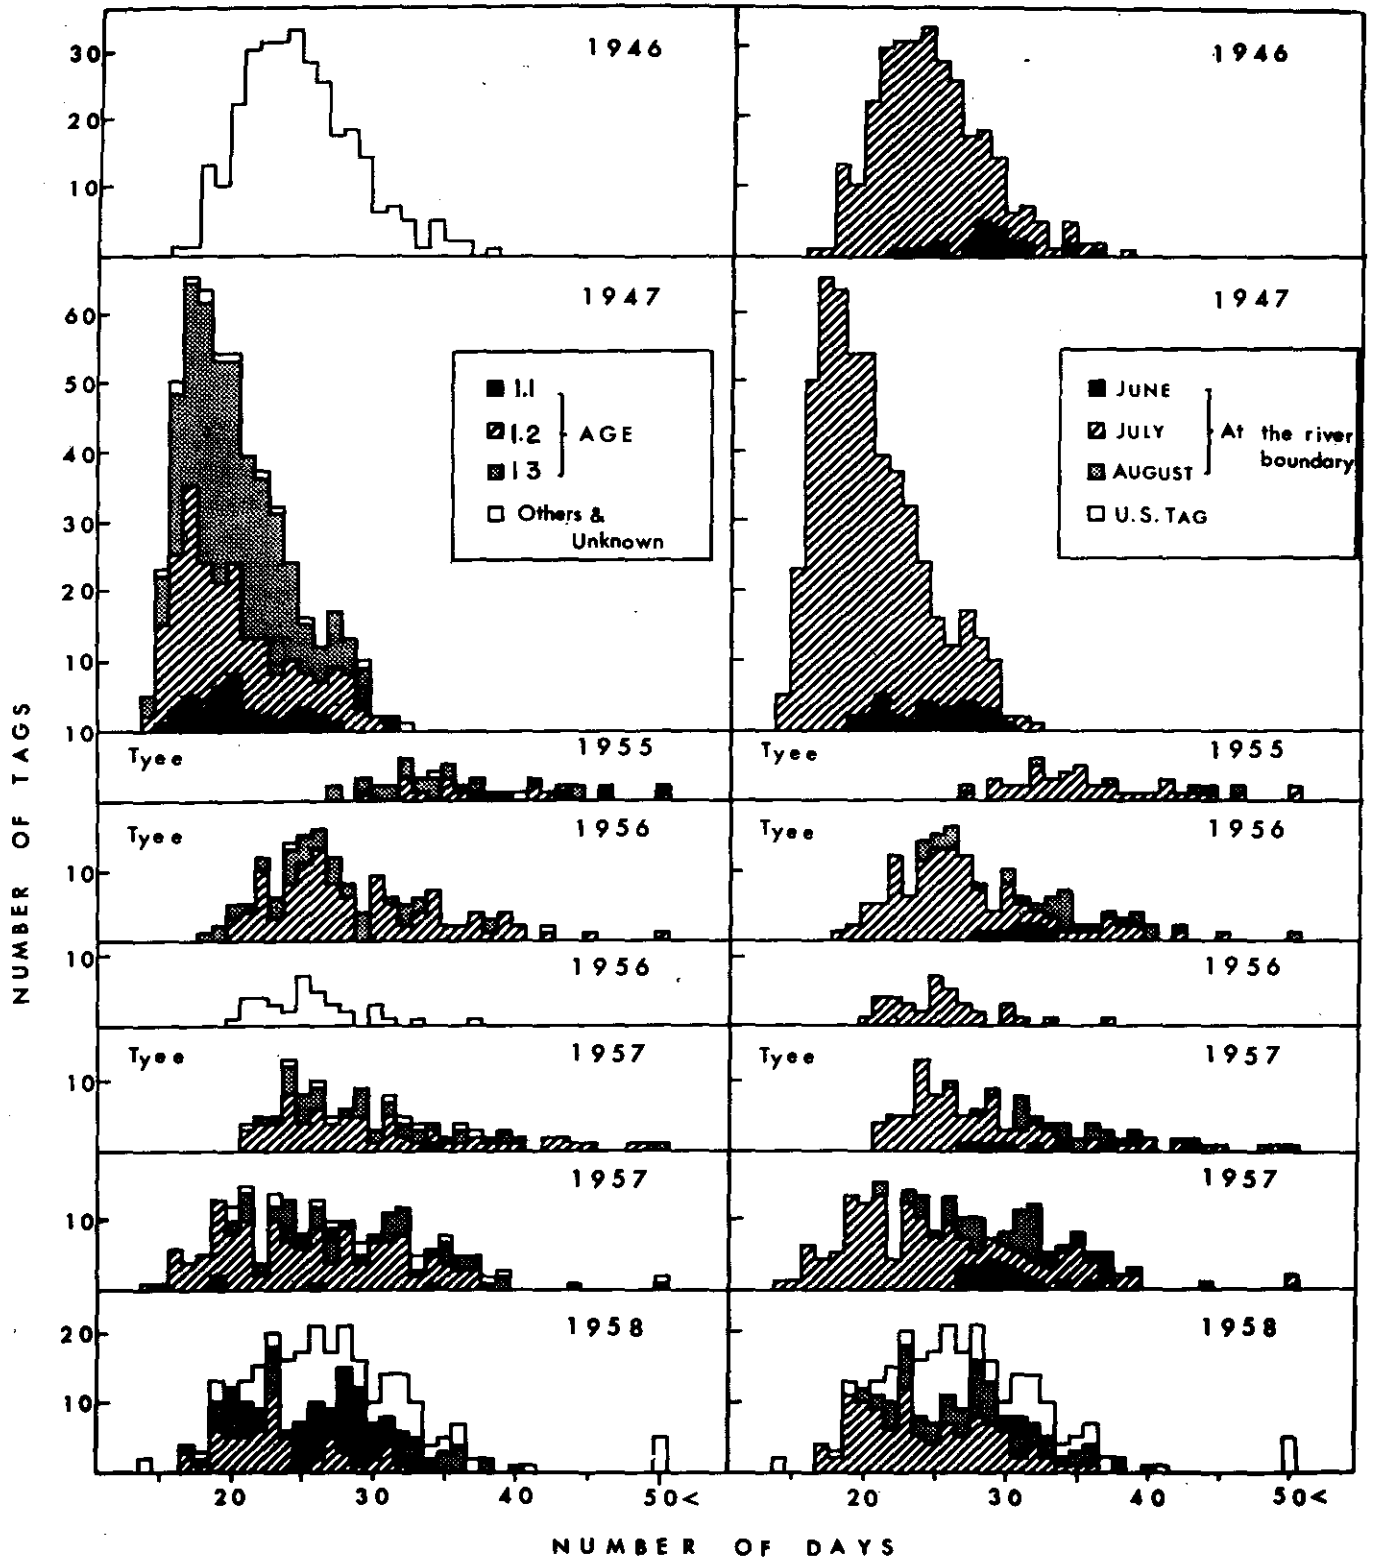 1946
1946
30
20
10
1947
1947
60
50
40
30
20
10
1.1
1.2
1 3
AGE
Others &
Unknown
JUNE
JULY
AUGUST
At the river
boundary
U.S. TAG
10
Tyee
1955
Tyee
1955
Tyee
1956
Tyee
1956
10
10
1956
1956
Tyee
1957
Tyee
1957
10
1957
1957
10
1958
1958
20
10
20
30
40
50<
20
30
40
50<
NUMBER OF TAGS
NUMBER OF DAYS